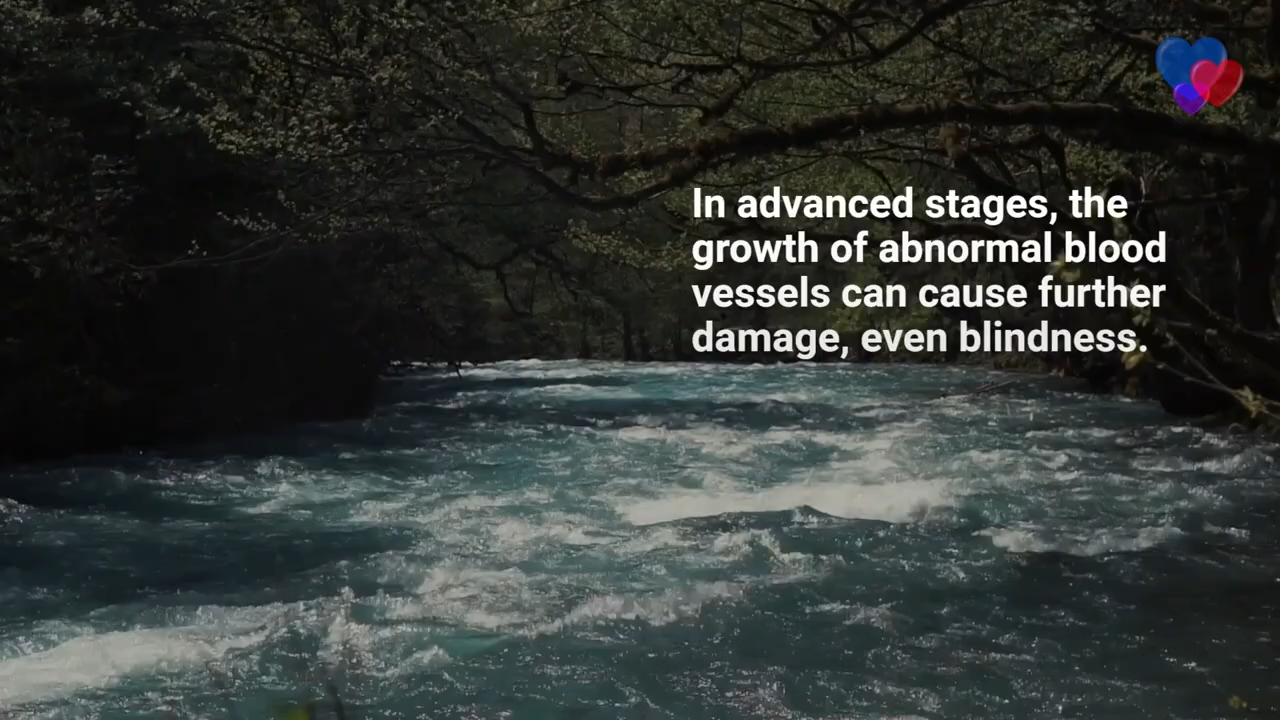 In advanced stages, the
growth of abnormal blood
vessels can cause further
damage, even blindness.